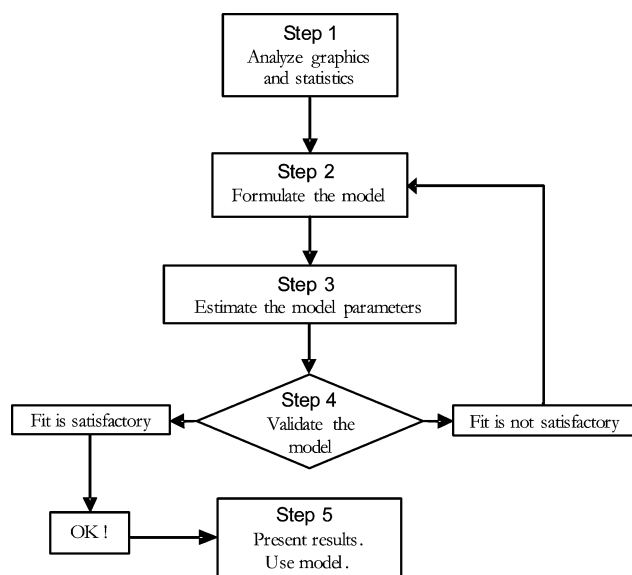 Step 1
Analyze graphics
and statistics
Step 2
Formulate the model
Step 3
Estimate the model parameters
Step 4
Validate the
model
Fit is satisfactory
Fit is not satisfactory
OK !
Step 5
Present results.
Use model.